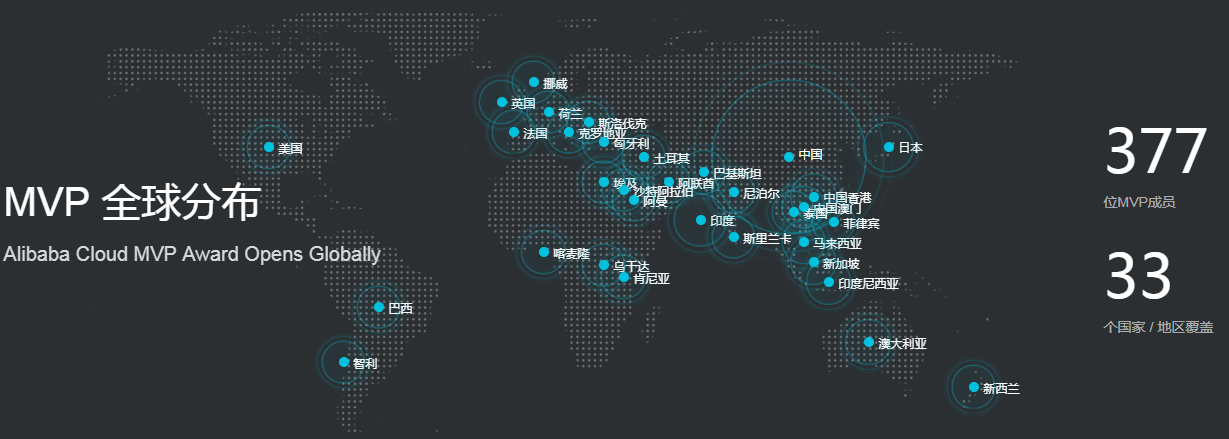 MVP 全球分布
Alibaba Cloud MVP Award Opens Globally
挪威
英国
荷兰
斯洛伐克
法国
克罗地亚
匈牙利
美国
土耳其
中国
日本
巴基斯坦
埃及
阿联酋
沙特阿拉伯
尼泊尔
阿曼
中国香港
中国澳门
泰国
印度
菲律宾
斯里兰卡
马来西亚
喀麦隆
乌干达
新加坡
肯尼亚
印度尼西亚
巴西
澳大利亚
智利
新西兰
377
位MVP成员
33
个国家 / 地区覆盖